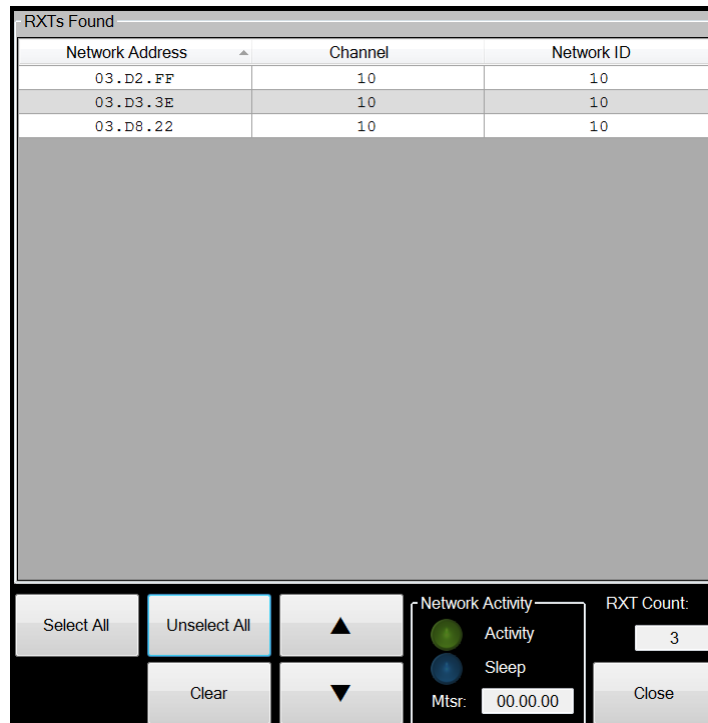 RXTs Found
Network Address Channel Network ID
03.D2.FF 10 10
03.D3.3E 10 10
03.D8.22 10 10
Select All Unselect All ▲ Network Activity RXT Count:
Activity 3
Sleep
Clear ▼ Mtsr: 00.00.00 Close